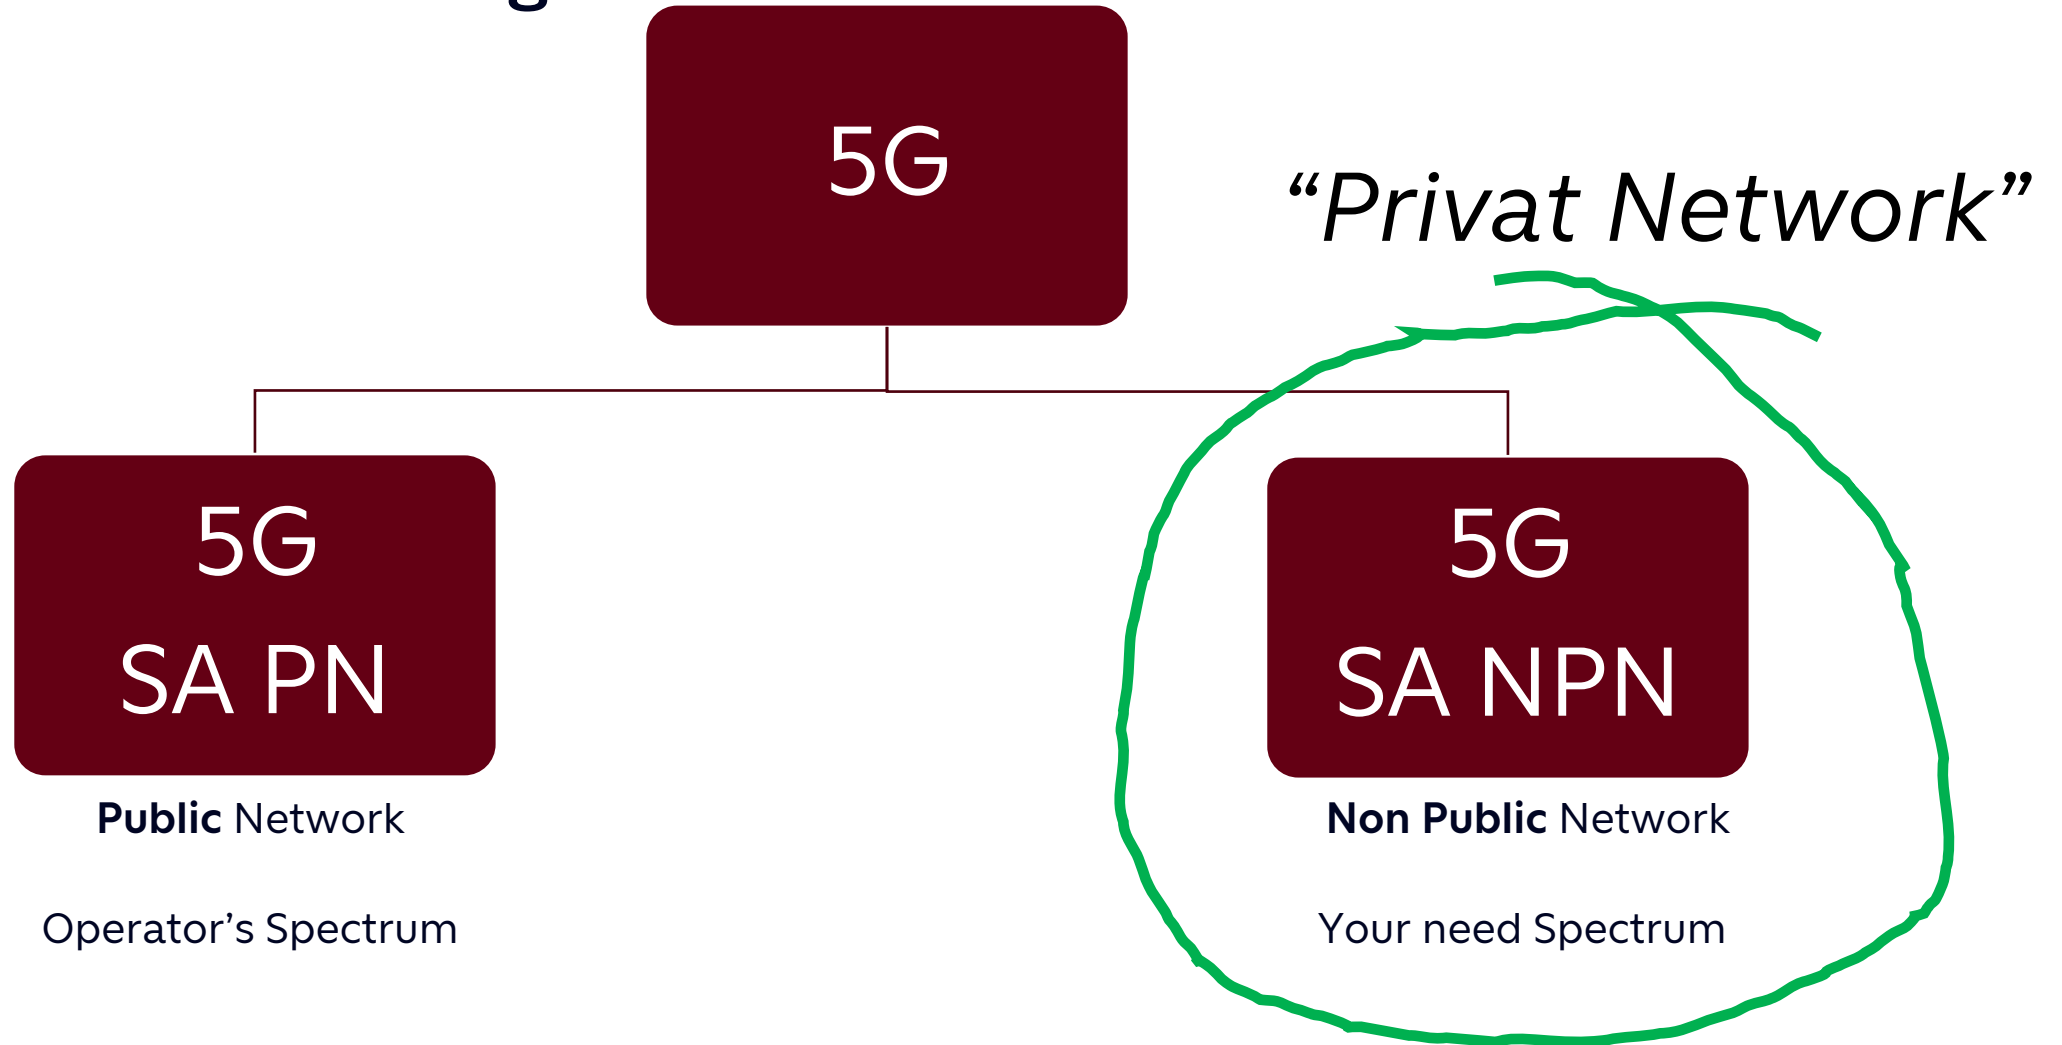 5G
“Privat Network”
5G
SA PN
Public Network
Operator’s Spectrum
5G
SA NPN
Non Public Network
Your need Spectrum